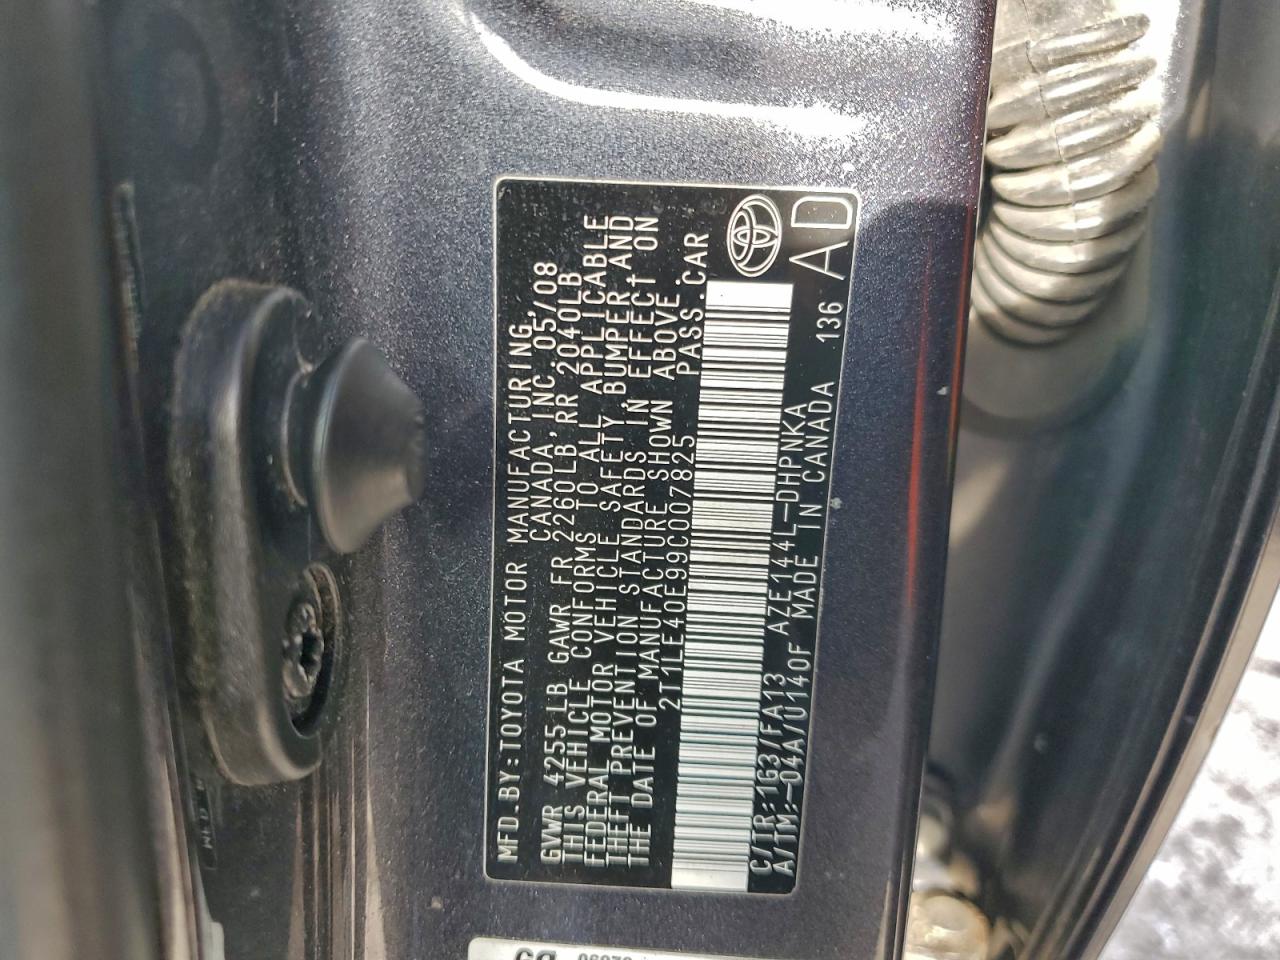 MFD.BY:TOYOTA MOTOR MANUFACTURING
CANADA,INC. 05/08
GVWR 4255LB GAWR FR 2260LB,RR 2040LB
THIS VEHICLE CONFORMS TO ALL APPLICABLE
FEDERAL MOTOR VEHICLE SAFETY,BUMPER,AND
THEFT PREVENTION STANDARDS IN EFFECT ON
THE DATE OF MANUFACTURE SHOWN ABOVE.
2T1LE40E99C007825 PASS.CAR
C/TR:1G3/FA13 AZE144L-DHPNKA
A/TM:-04A/U140F MADE IN CANADA 136
AD